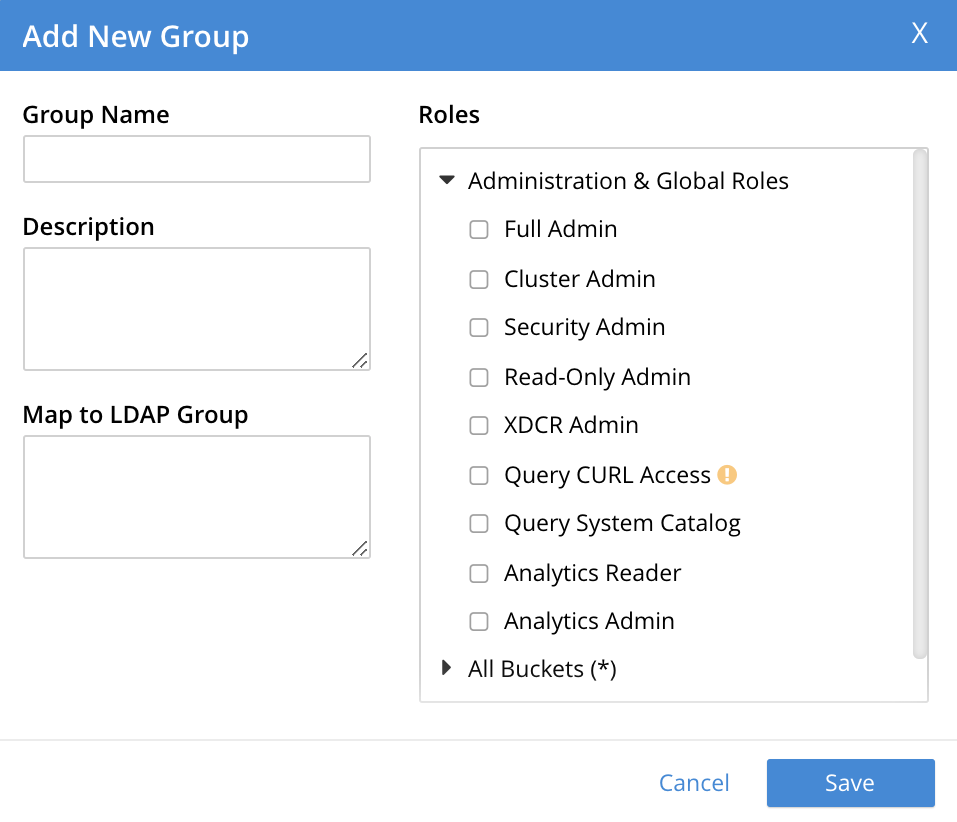 Add New Group
X
Group Name
Description
Map to LDAP Group
Roles
Administration & Global Roles
Full Admin
Cluster Admin
Security Admin
Read-Only Admin
XDCR Admin
Query CURL Access
Query System Catalog
Analytics Reader
Analytics Admin
All Buckets (*)
Cancel
Save